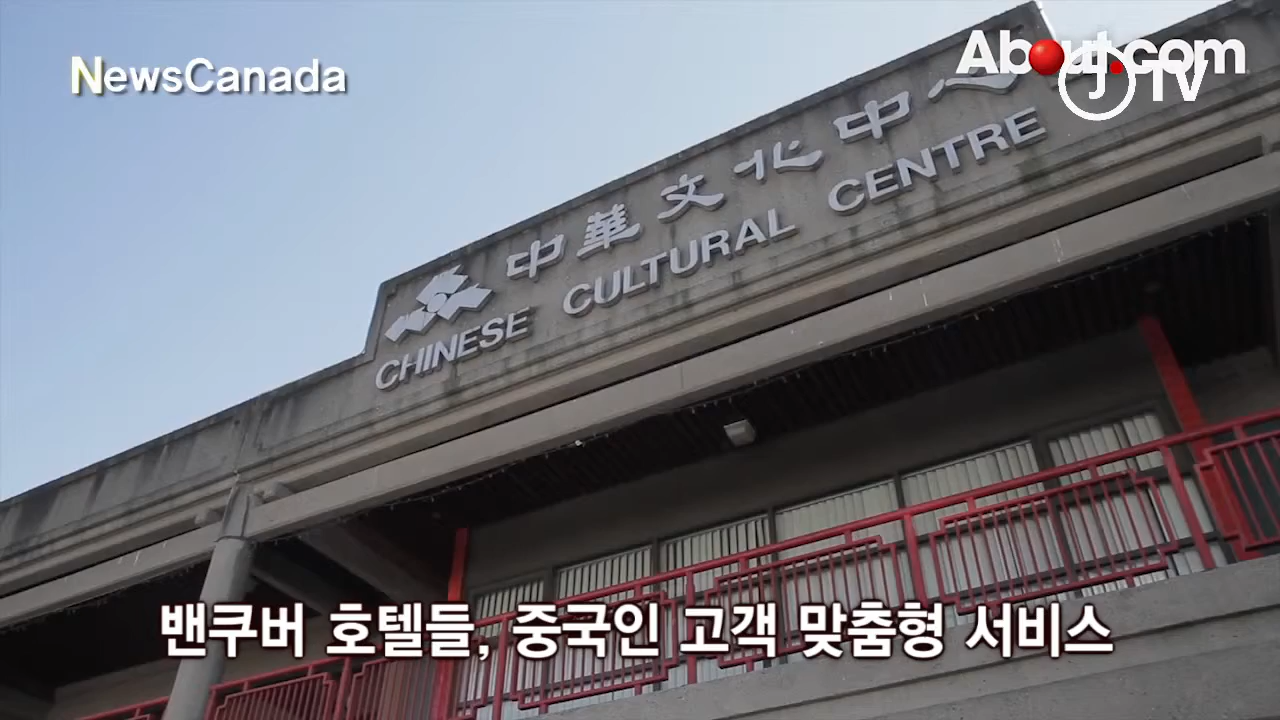 NewsCanada
About.com
J TV
中華文化中心
CHINESE CULTURAL CENTRE
밴쿠버 호텔들, 중국인 고객 맞춤형 서비스